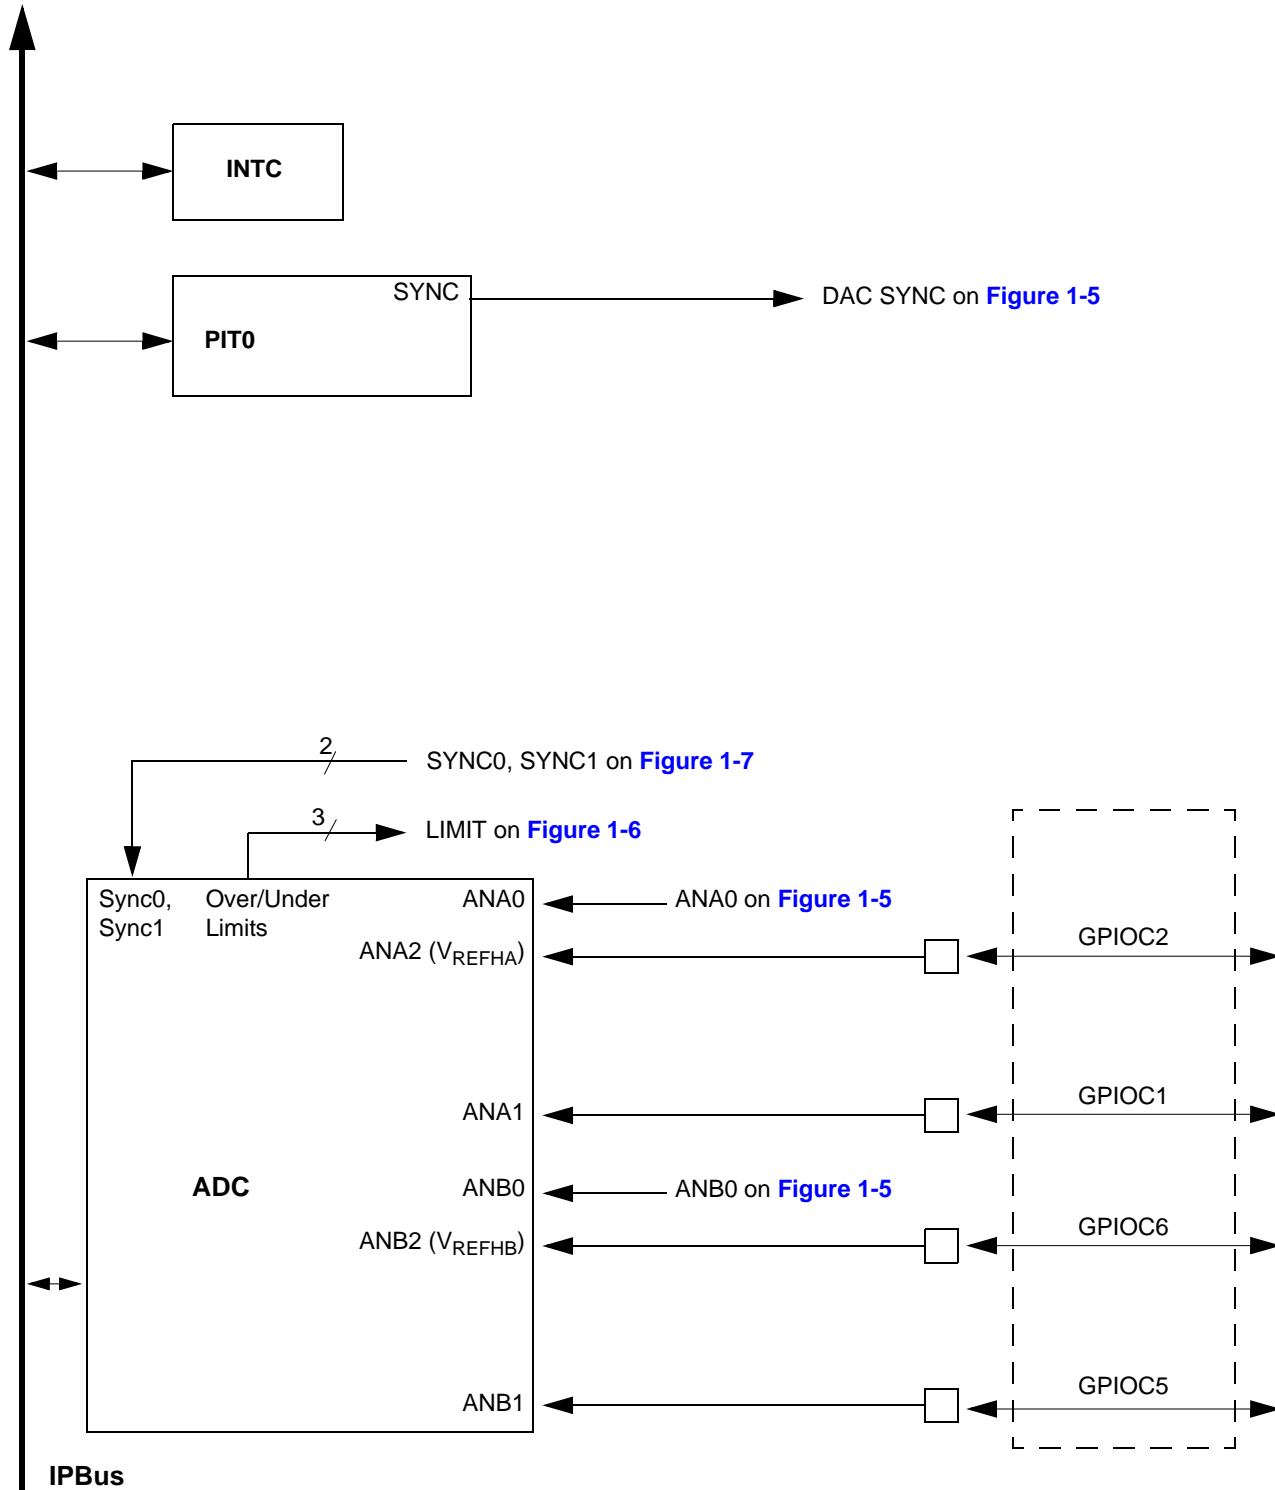 INTC
SYNC
DAC SYNC on Figure 1-5
PIT0
2
SYNC0, SYNC1 on Figure 1-7
3
LIMIT on Figure 1-6
Sync0,
Sync1
Over/Under
Limits
ANA0
ANA0 on Figure 1-5
ANA2 (VREFHA)
GPIOC2
ANA1
GPIOC1
ADC
ANB0
ANB0 on Figure 1-5
ANB2 (VREFHB)
GPIOC6
ANB1
GPIOC5
IPBus